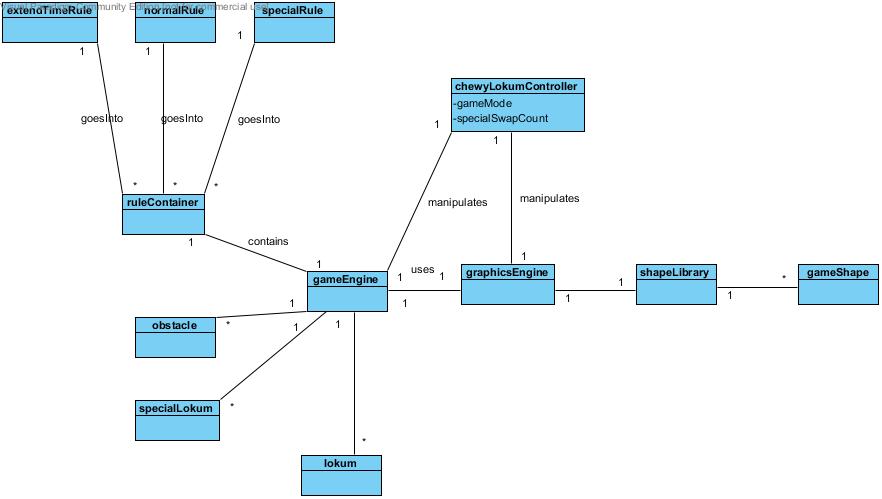 Visual Paradigm Community Edition [not for commercial use]
extendTimeRule
normalRule
specialRule
1
1
1
goesInto
goesInto
goesInto
*
*
*
chewyLokumController
-gameMode
-specialSwapCount
1
1
manipulates
manipulates
ruleContainer
1
contains
1
1
gameEngine
1
uses
1
1
graphicsEngine
1
1
shapeLibrary
1
*
gameShape
1
*
obstacle
1
*
specialLokum
1
*
lokum